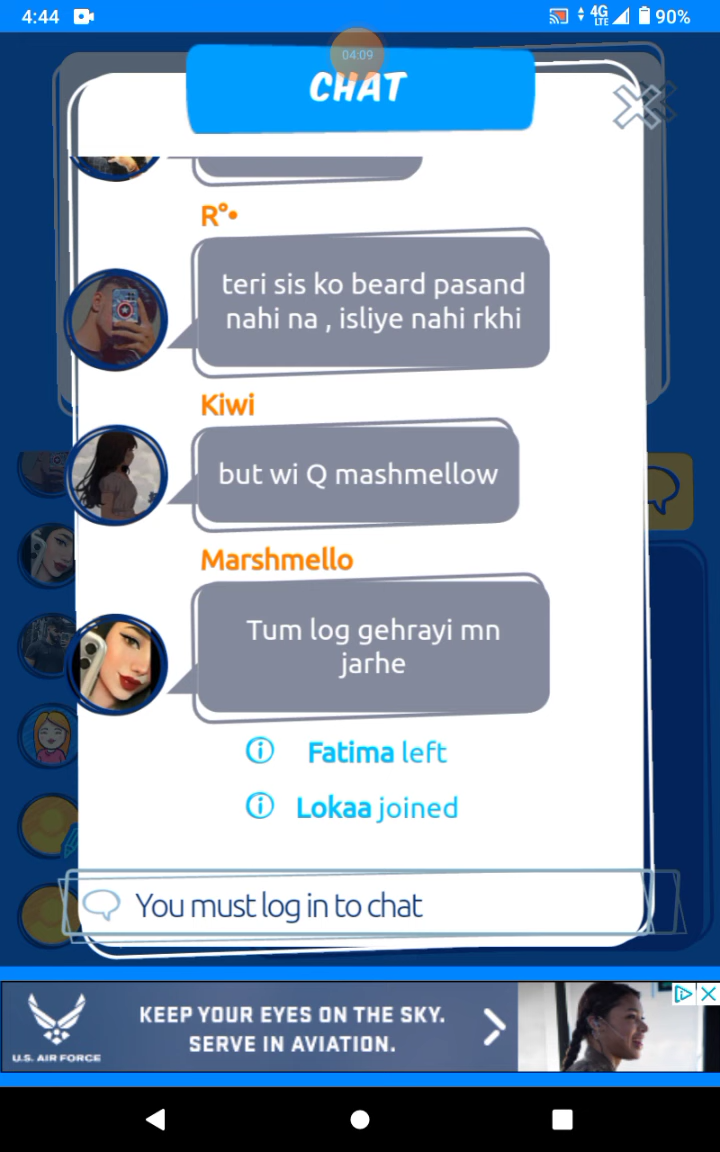 4:44
4G
LTE
90%
04:09
CHAT
R°•
teri sis ko beard pasand
nahi na , isliye nahi rkhi
Kiwi
but wi Q mashmellow
Marshmello
Tum log gehrayi mn
jarhe
Fatima left
Lokaa joined
You must log in to chat
KEEP YOUR EYES ON THE SKY.
SERVE IN AVIATION.
U.S. AIR FORCE